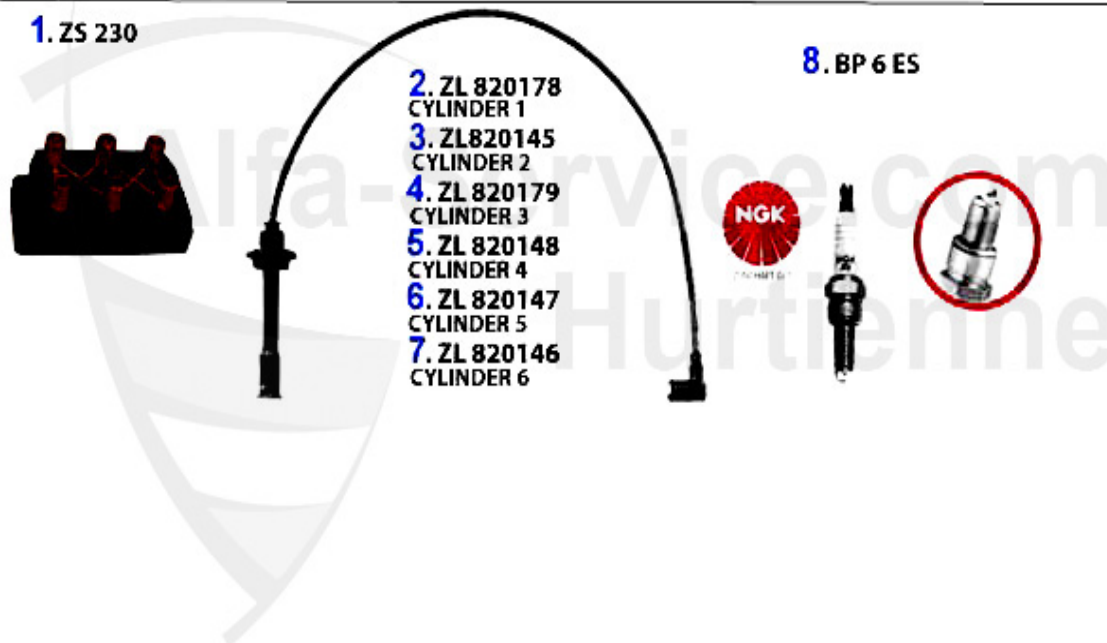 1. ZS 230
2. ZL 820178
CYLINDER 1
3. ZL820145
CYLINDER 2
4. ZL 820179
CYLINDER 3
5. ZL 820148
CYLINDER 4
6. ZL 820147
CYLINDER 5
7. ZL 820146
CYLINDER 6
8. BP 6 ES
NGK
NGK
Alfa-Service.com
Hurtienne